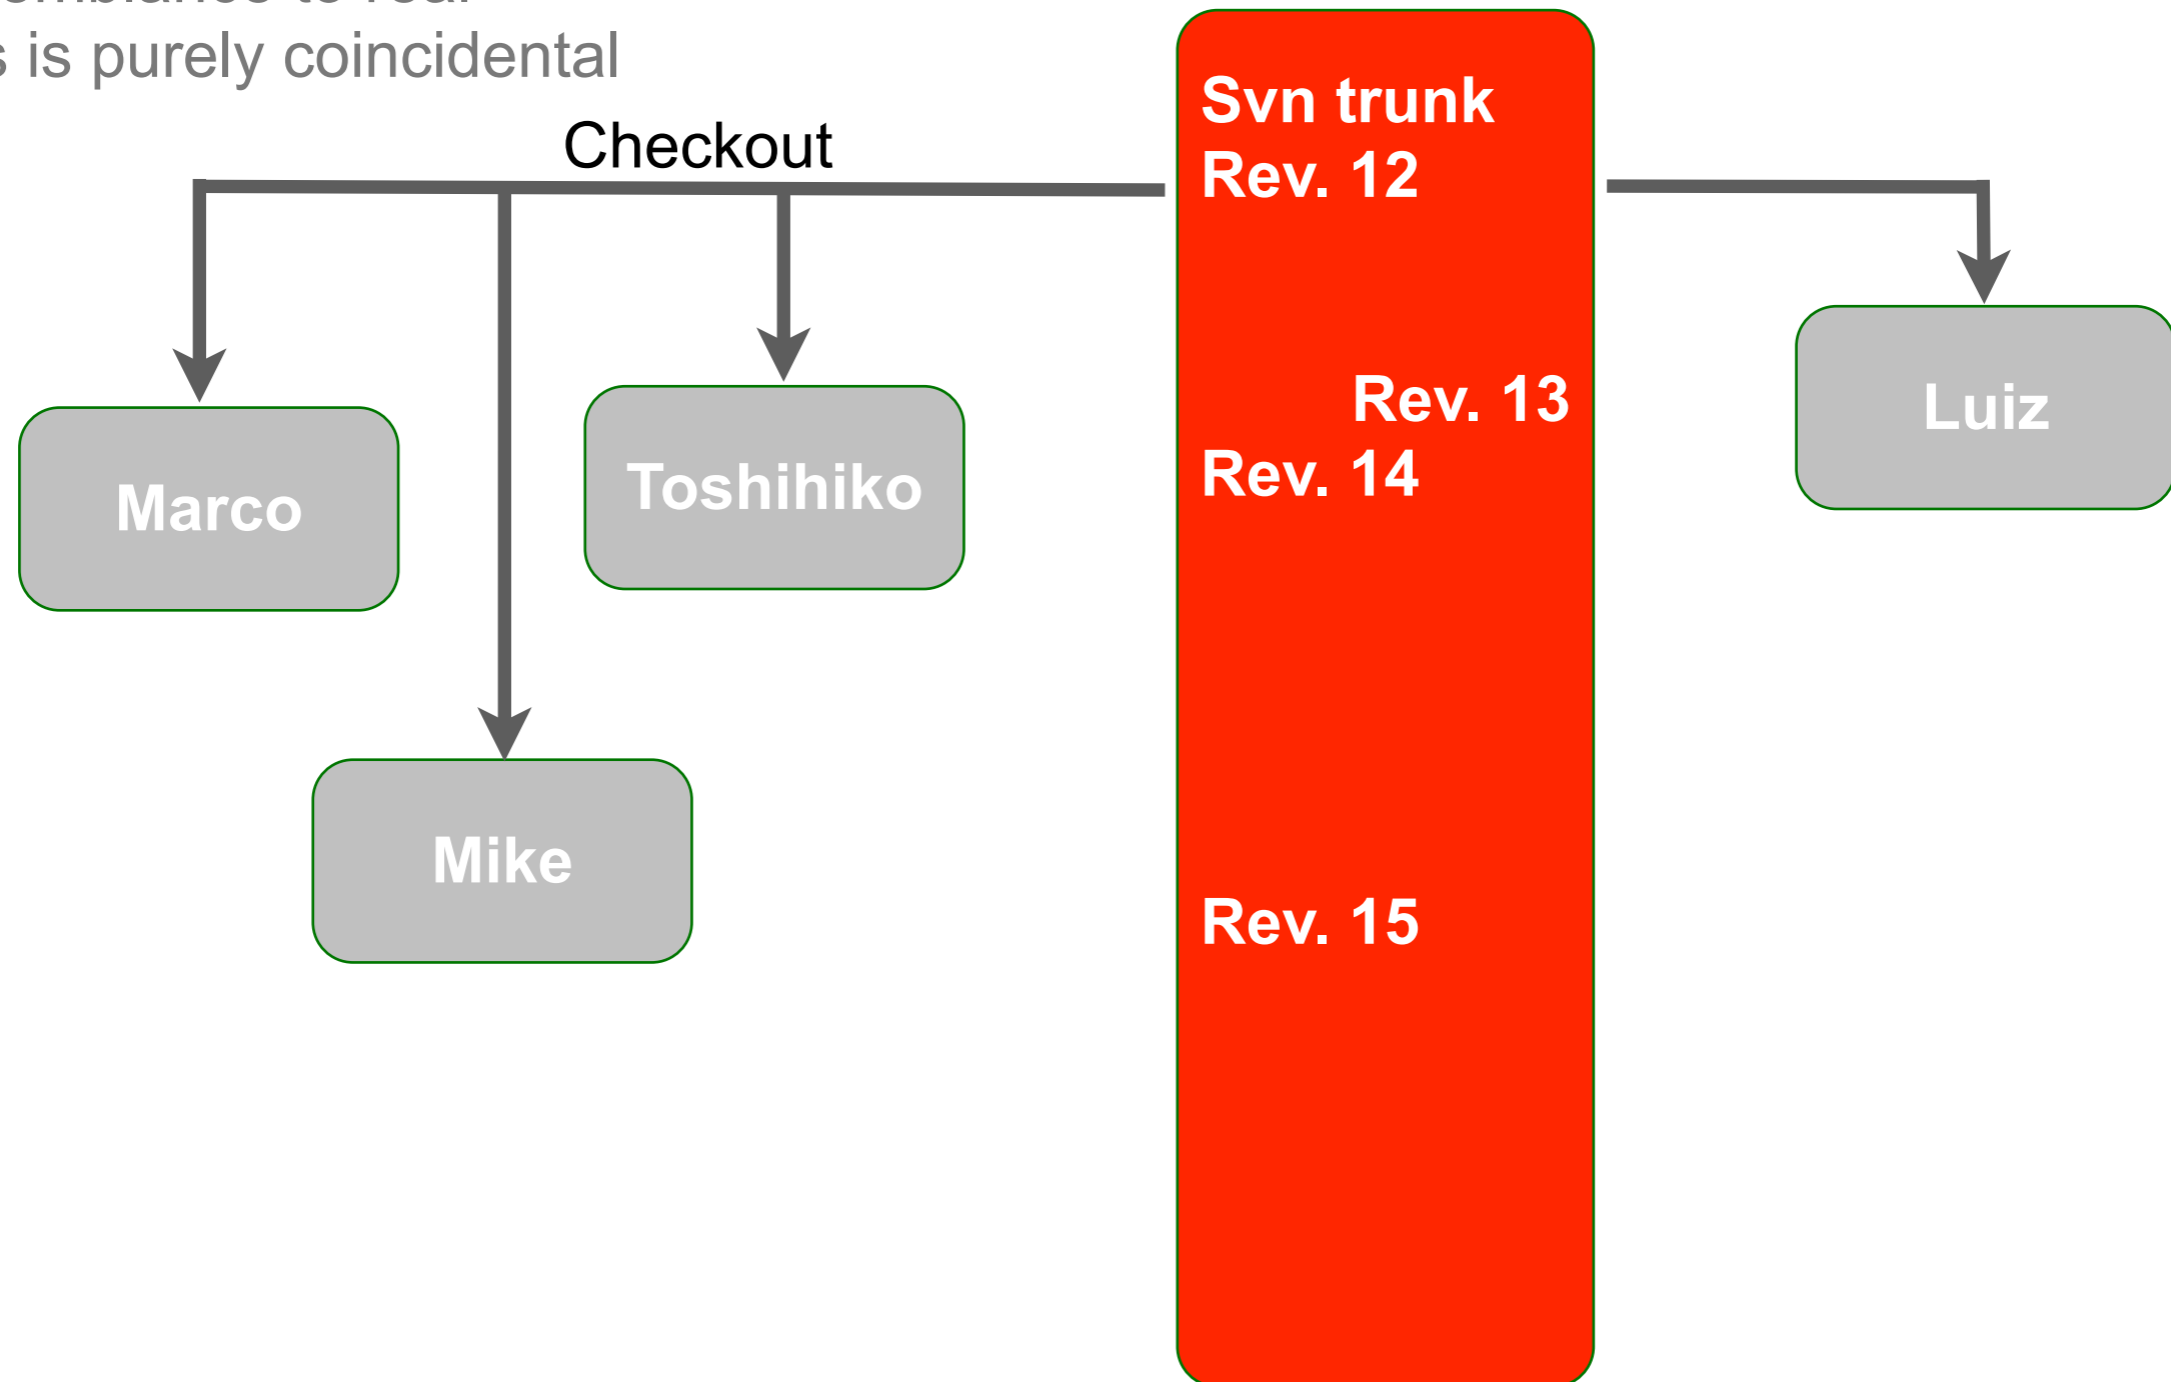 is purely coincidental
Checkout
Svn trunk
Rev. 12
Rev. 13
Rev. 14
Rev. 15
Marco
Toshihiko
Luiz
Mike